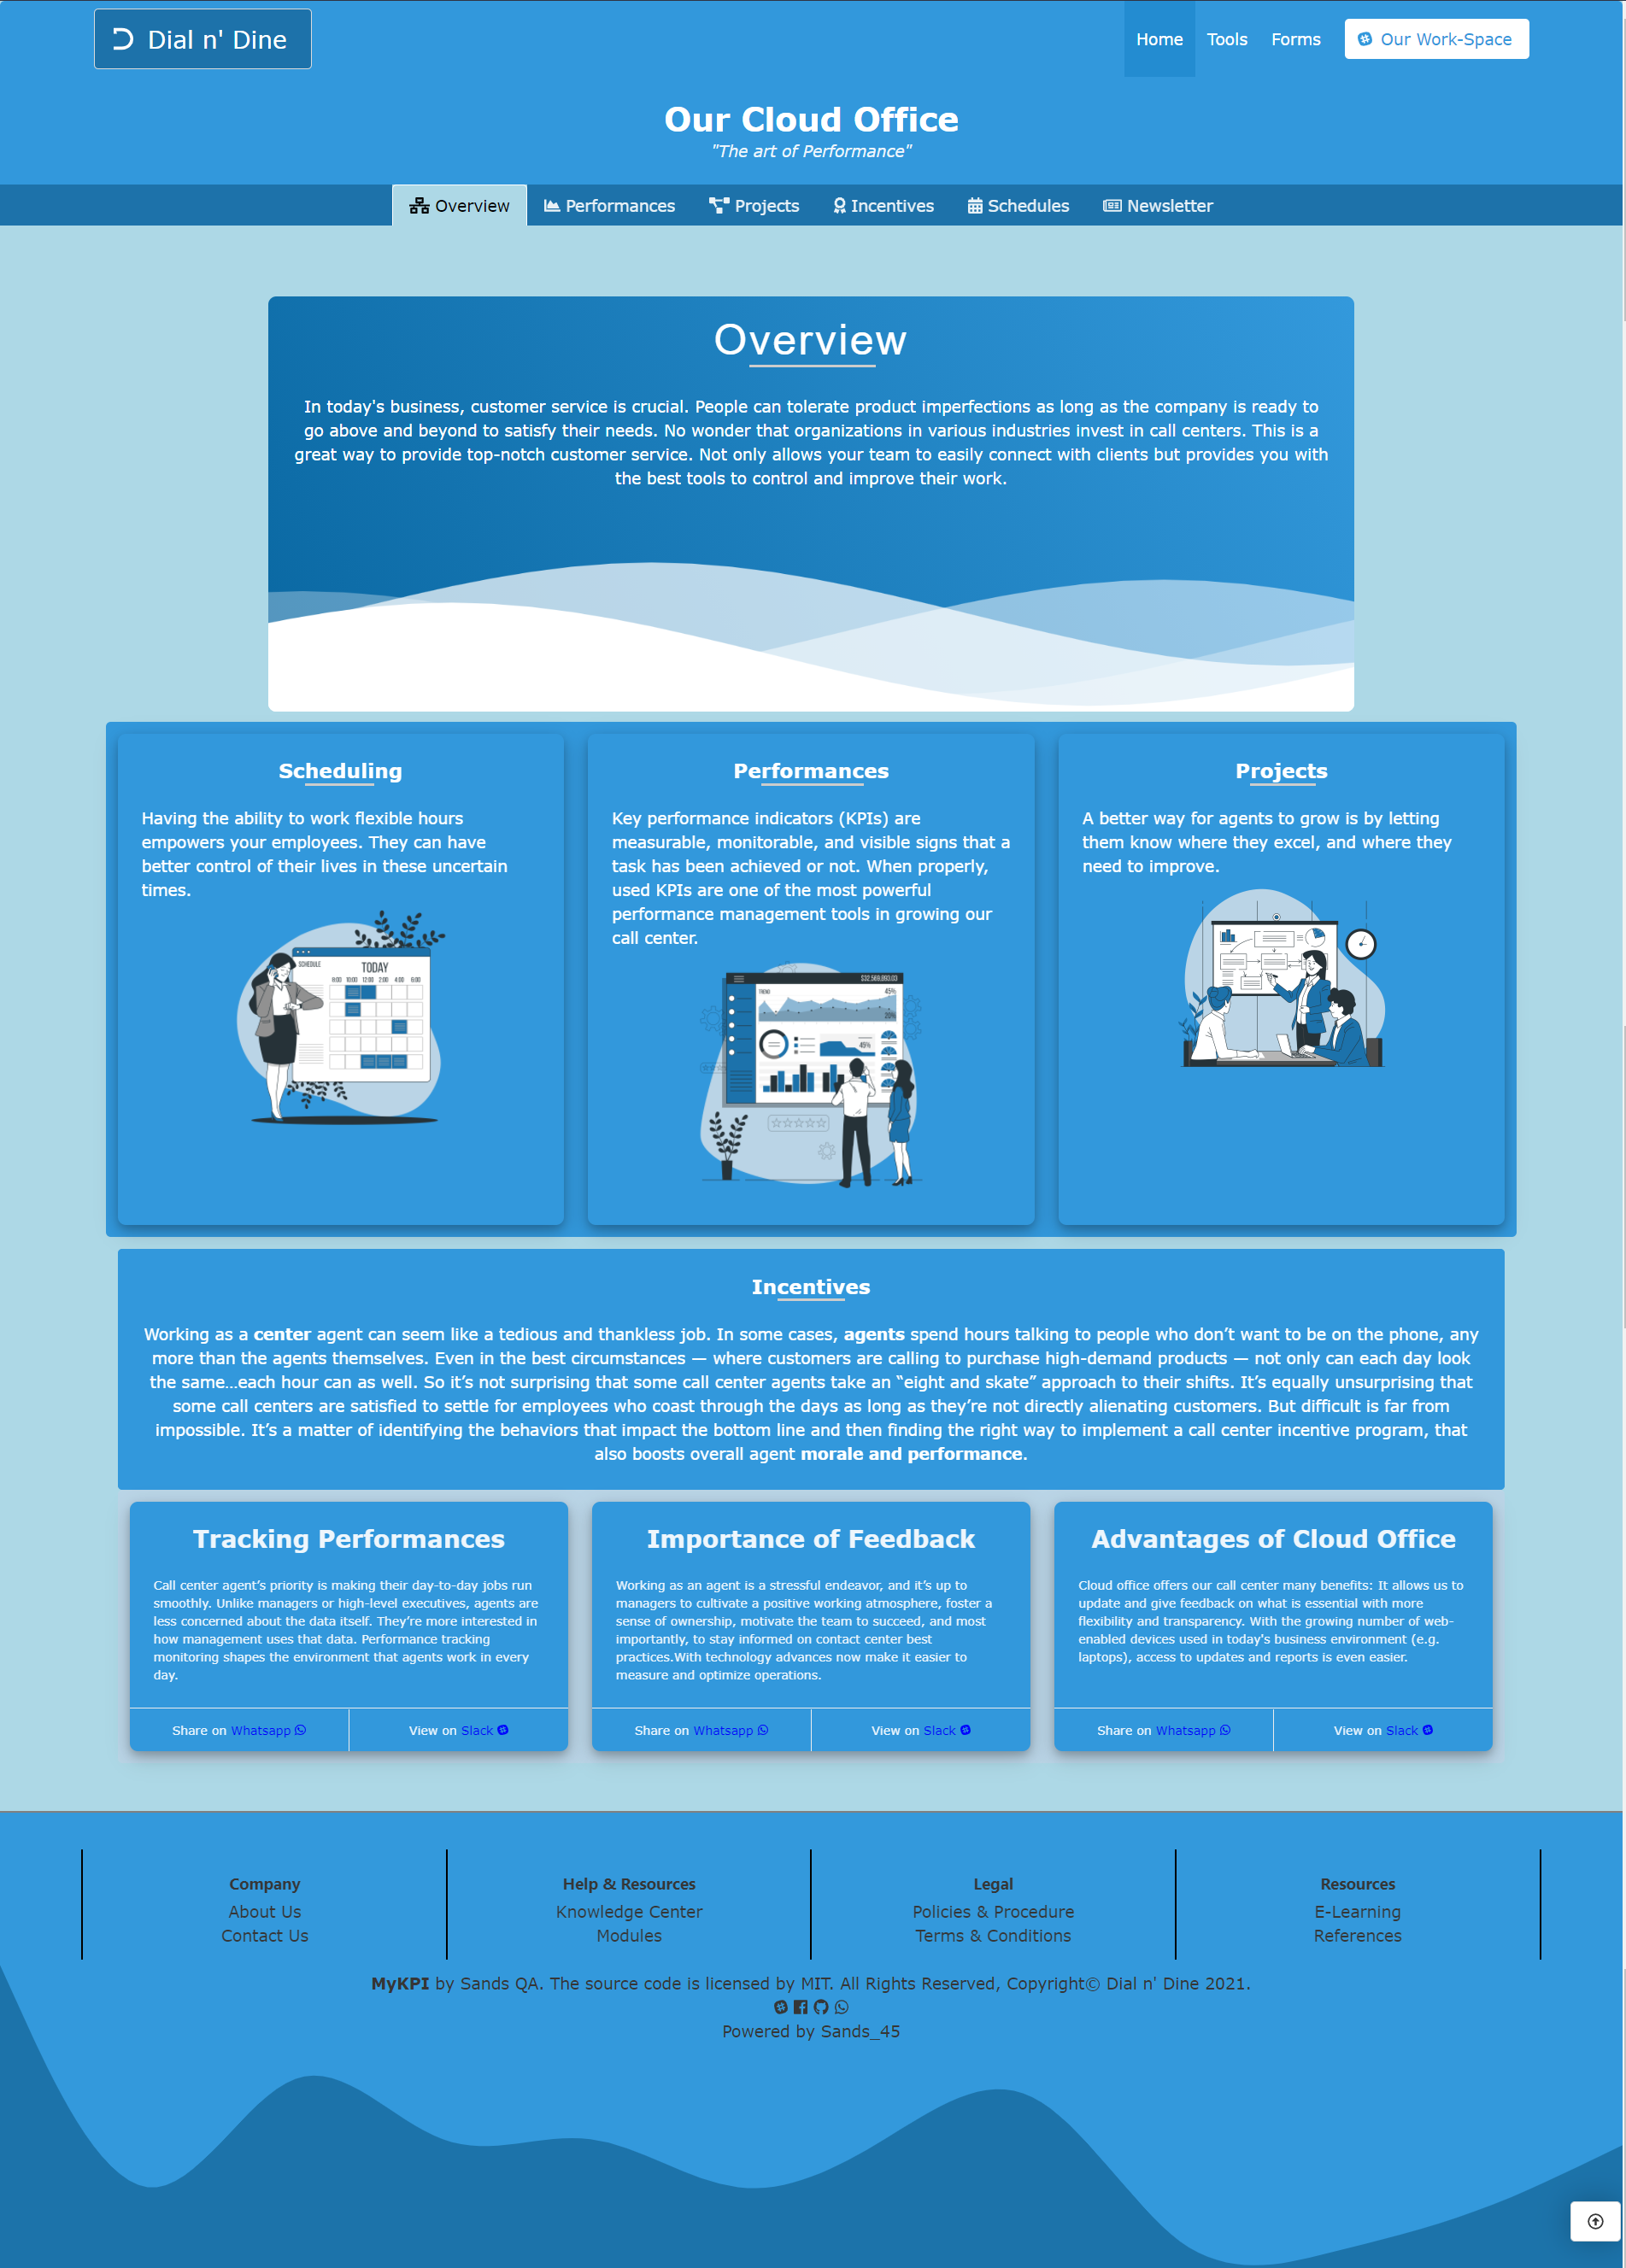 Dial n' Dine
Home
Tools
Forms
Our Work-Space
Our Cloud Office
"The art of Performance"
Overview
Performances
Projects
Incentives
Schedules
Newsletter
Overview
In today's business, customer service is crucial. People can tolerate product imperfections as long as the company is ready to
go above and beyond to satisfy their needs. No wonder that organizations in various industries invest in call centers. This is a
great way to provide top-notch customer service. Not only allows your team to easily connect with clients but provides you with
the best tools to control and improve their work.
Scheduling
Having the ability to work flexible hours
empowers your employees. They can have
better control of their lives in these uncertain
times.
SCHEDULE
TODAY
8:00 10:00 12:00 2:00 4:00 6:00
Performances
Key performance indicators (KPIs) are
measurable, monitorable, and visible signs that a
task has been achieved or not. When properly,
used KPIs are one of the most powerful
performance management tools in growing our
call center.
$32,569,893.03
TREND
45%
20%
49%
Projects
A better way for agents to grow is by letting
them know where they excel, and where they
need to improve.
Incentives
Working as a center agent can seem like a tedious and thankless job. In some cases, agents spend hours talking to people who don’t want to be on the phone, any
more than the agents themselves. Even in the best circumstances — where customers are calling to purchase high-demand products — not only can each day look
the same…each hour can as well. So it’s not surprising that some call center agents take an “eight and skate” approach to their shifts. It’s equally unsurprising that
some call centers are satisfied to settle for employees who coast through the days as long as they’re not directly alienating customers. But difficult is far from
impossible. It’s a matter of identifying the behaviors that impact the bottom line and then finding the right way to implement a call center incentive program, that
also boosts overall agent morale and performance.
Tracking Performances
Call center agent’s priority is making their day-to-day jobs run
smoothly. Unlike managers or high-level executives, agents are
less concerned about the data itself. They’re more interested in
how management uses that data. Performance tracking
monitoring shapes the environment that agents work in every
day.
Share on Whatsapp
View on Slack
Importance of Feedback
Working as an agent is a stressful endeavor, and it’s up to
managers to cultivate a positive working atmosphere, foster a
sense of ownership, motivate the team to succeed, and most
importantly, to stay informed on contact center best
practices.With technology advances now make it easier to
measure and optimize operations.
Share on Whatsapp
View on Slack
Advantages of Cloud Office
Cloud office offers our call center many benefits: It allows us to
update and give feedback on what is essential with more
flexibility and transparency. With the growing number of web-
enabled devices used in today's business environment (e.g.
laptops), access to updates and reports is even easier.
Share on Whatsapp
View on Slack
Company
About Us
Contact Us
Help & Resources
Knowledge Center
Modules
Legal
Policies & Procedure
Terms & Conditions
Resources
E-Learning
References
MyKPI by Sands QA. The source code is licensed by MIT. All Rights Reserved, Copyright© Dial n' Dine 2021.
Powered by Sands_45